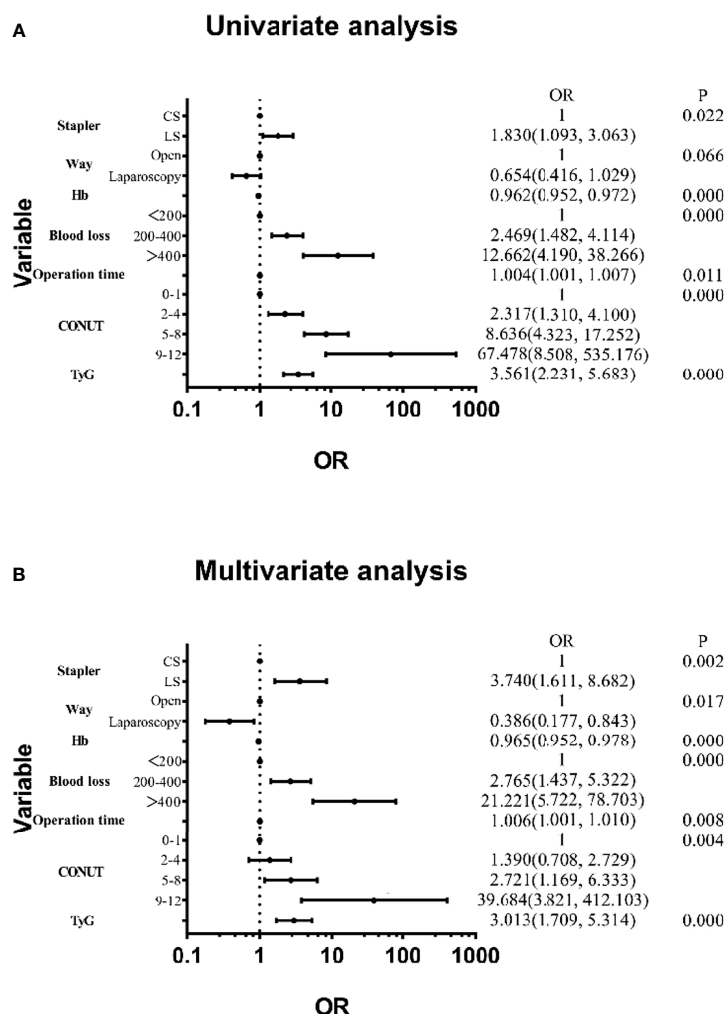 A
Univariate analysis
OR P
Stapler
CS 1 0.022
LS 1.830(1.093, 3.063)
Way
Open 1 0.066
Laparoscopy 0.654(0.416, 1.029)
Hb 0.962(0.952, 0.972) 0.000
<200 1 0.000
Blood loss 200-400 2.469(1.482, 4.114)
>400 12.662(4.190, 38.266)
Operation time 1.004(1.001, 1.007) 0.011
0-1 1 0.000
CONUT
2-4 2.317(1.310, 4.100)
5-8 8.636(4.323, 17.252)
9-12 67.478(8.508, 535.176)
TyG 3.561(2.231, 5.683) 0.000
Variable
0.1 1 10 100 1000
OR
B
Multivariate analysis
OR P
Stapler
CS 1 0.002
LS 3.740(1.611, 8.682)
Way
Open 1 0.017
Laparoscopy 0.386(0.177, 0.843)
Hb 0.965(0.952, 0.978) 0.000
<200 1 0.000
Blood loss 200-400 2.765(1.437, 5.322)
>400 21.221(5.722, 78.703)
Operation time 1.006(1.001, 1.010) 0.008
0-1 1 0.004
CONUT
2-4 1.390(0.708, 2.729)
5-8 2.721(1.169, 6.333)
9-12 39.684(3.821, 412.103)
TyG 3.013(1.709, 5.314) 0.000
Variable
0.1 1 10 100 1000
OR